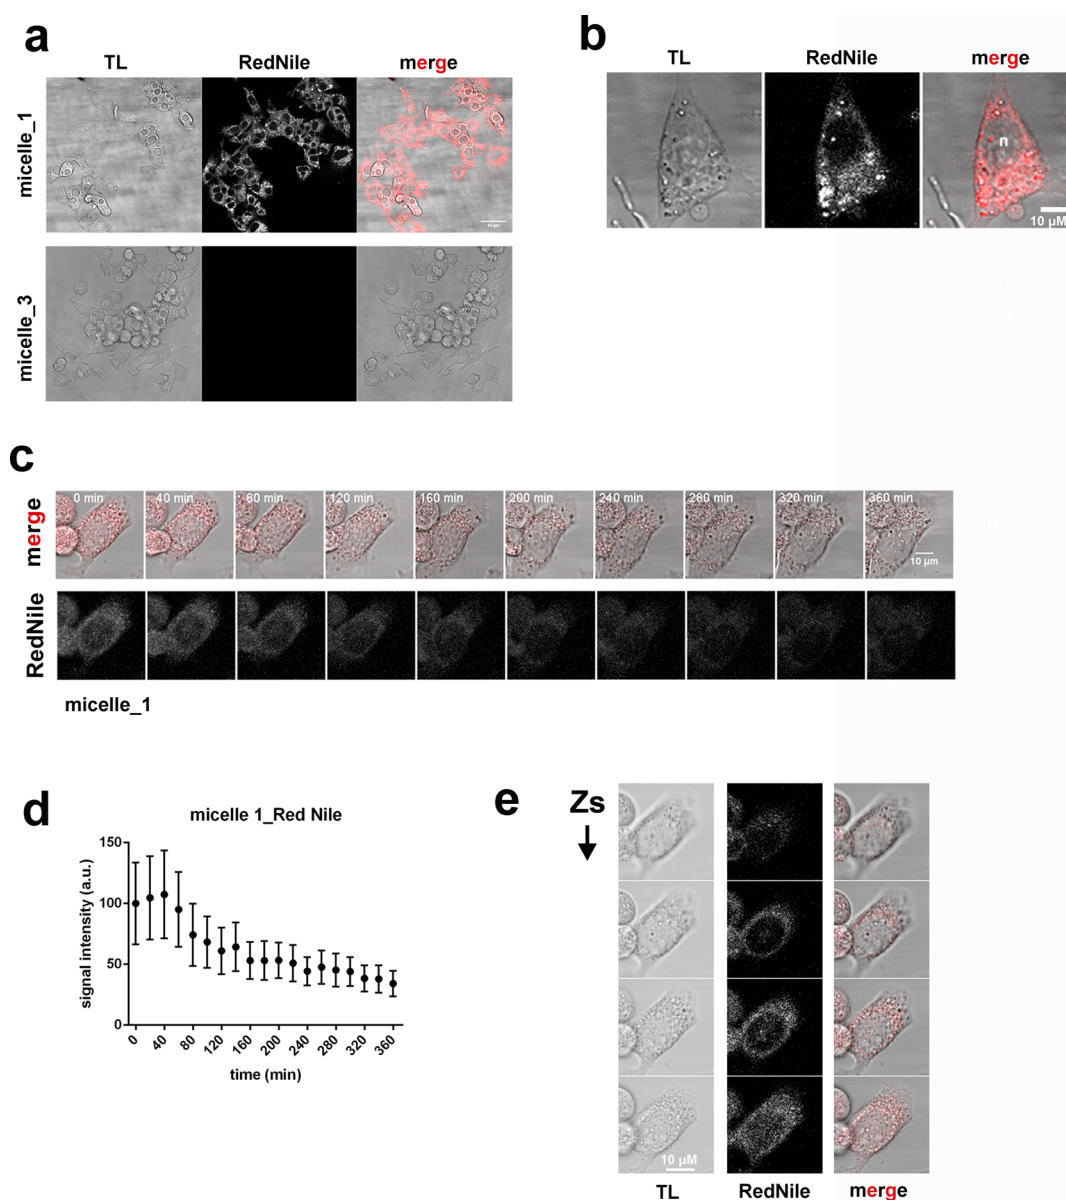 a
TL RedNile merge
micelle_1
micelle_3
b
TL RedNile merge
n
10 µM
c
merge
0 min 40 min 80 min 120 min 160 min 200 min 240 min 280 min 320 min 360 min
10 µm
RedNile
micelle_1
d
micelle 1_Red Nile
signal intensity (a.u.)
150
100
50
0
0 40 80 120 160 200 240 280 320 360
time (min)
e
Zs
10 µM
TL RedNile merge